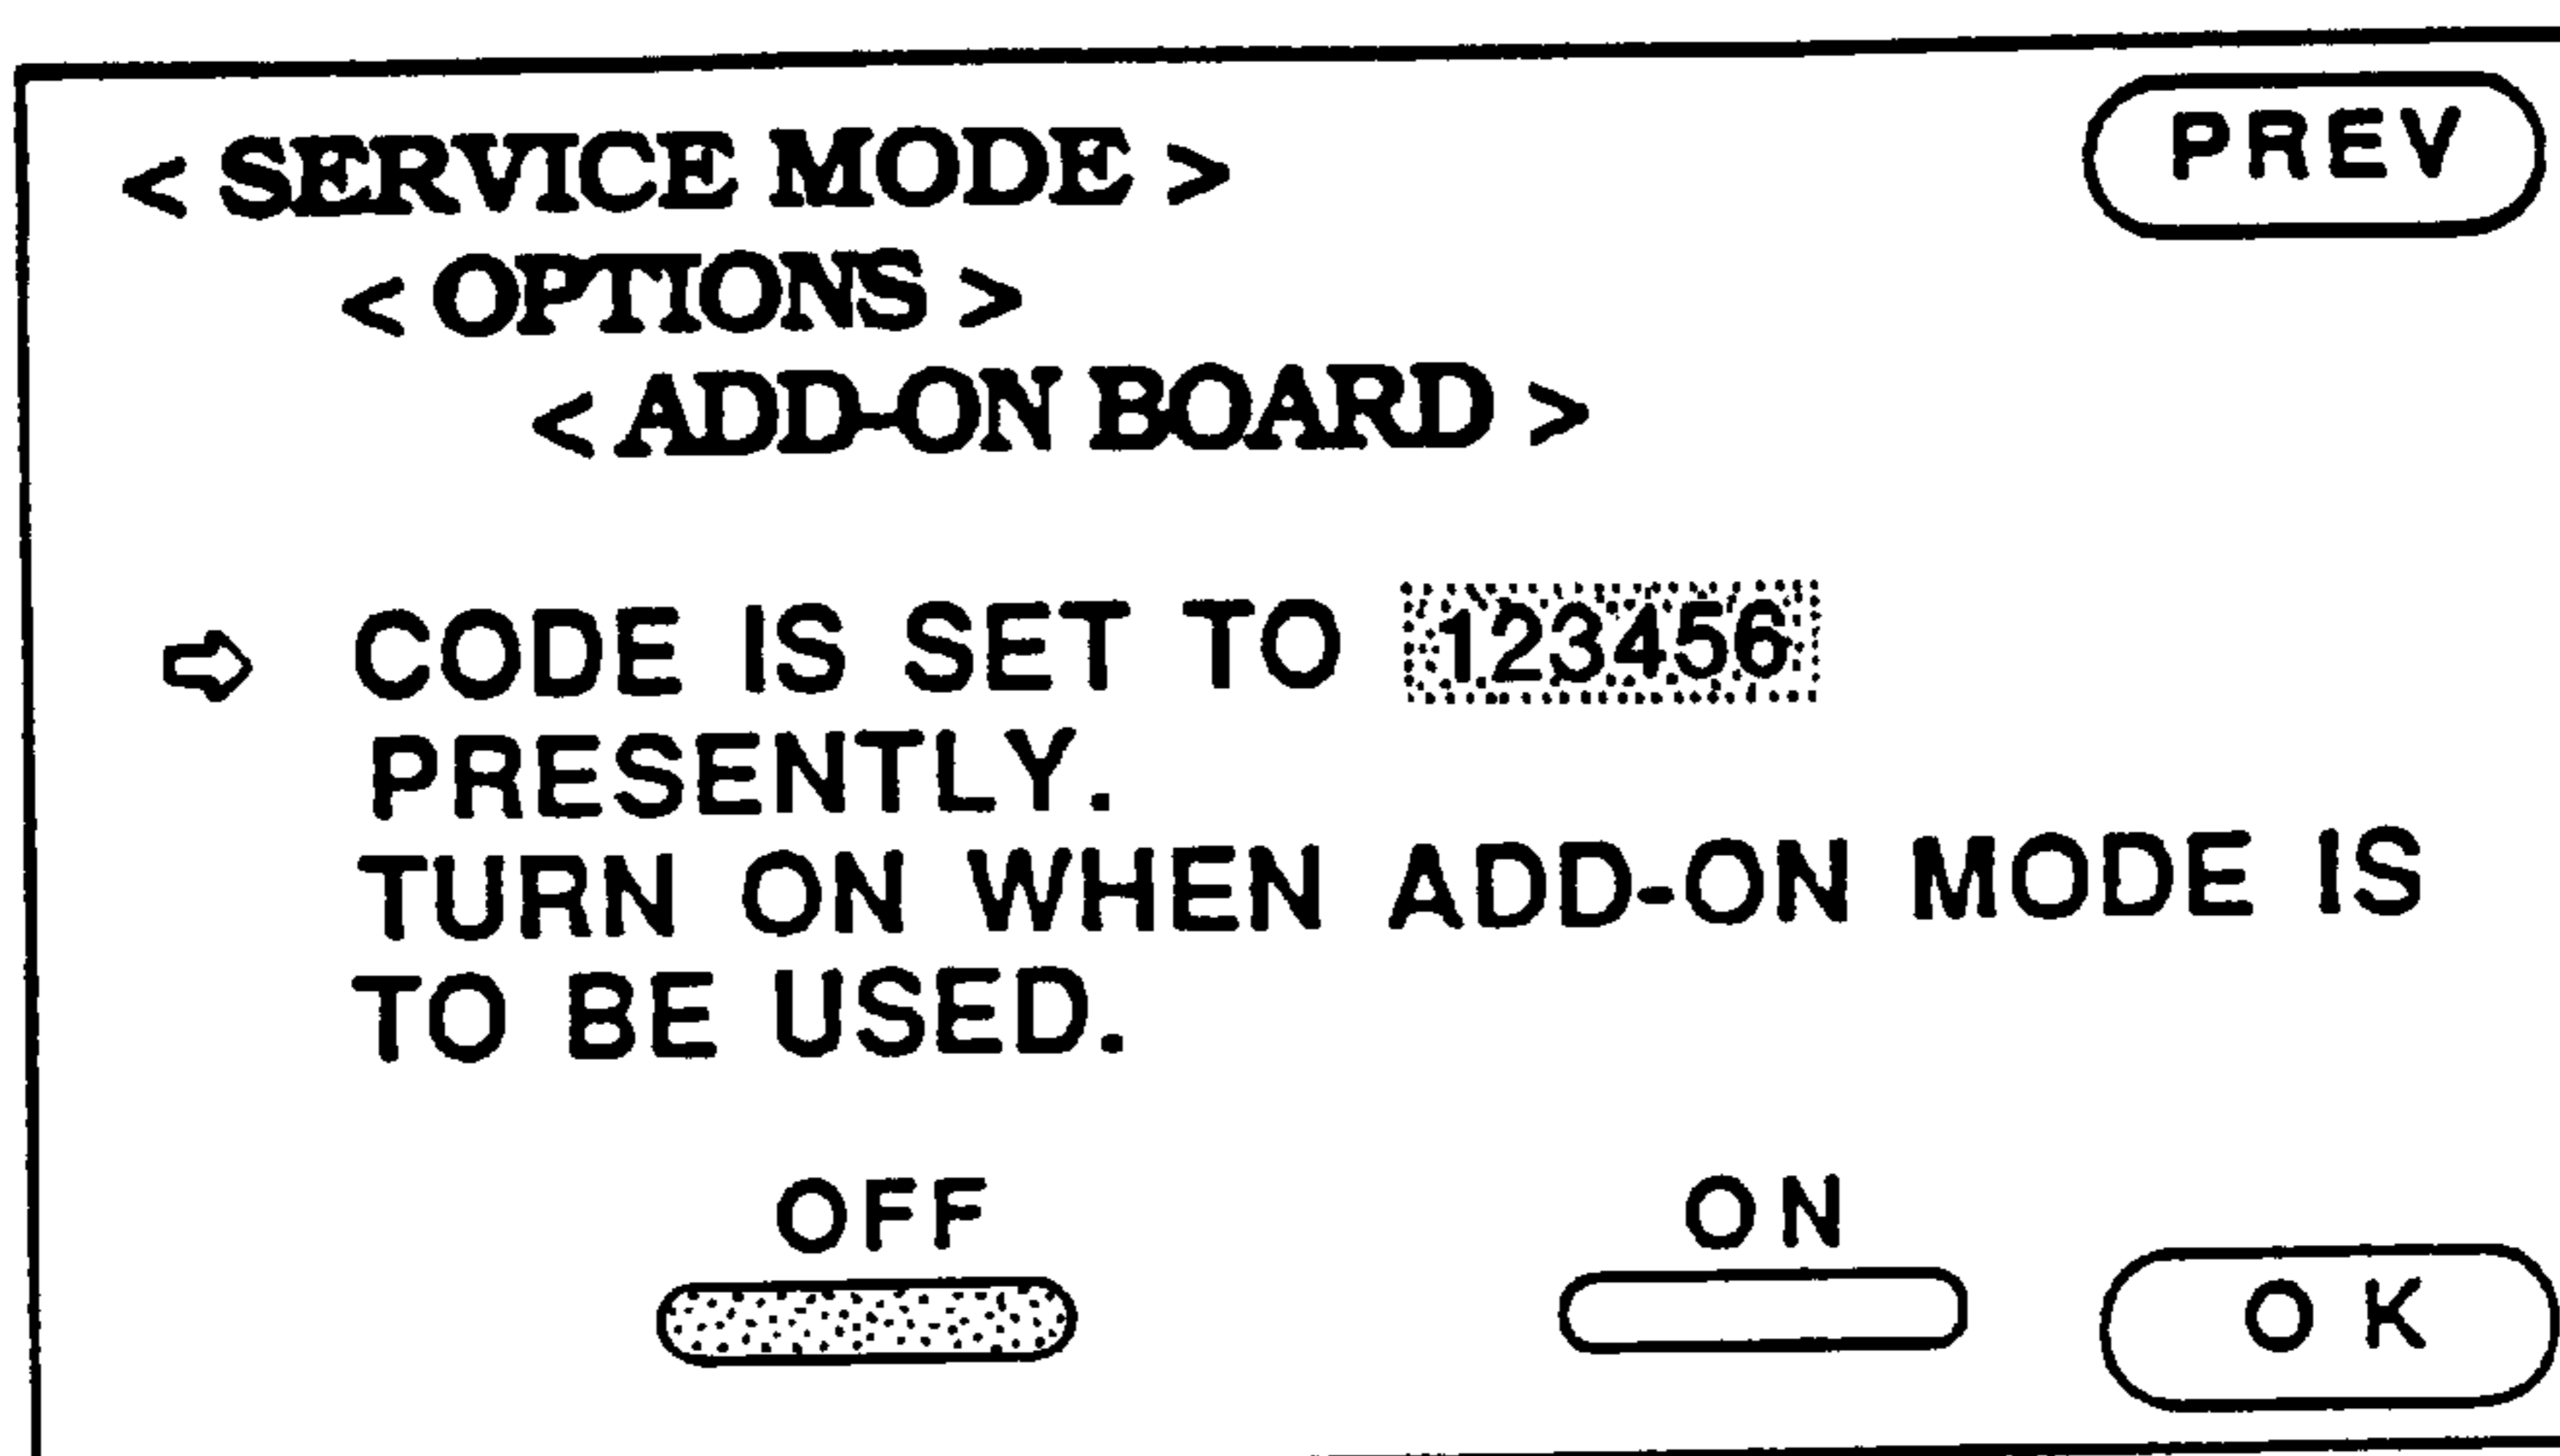 PREV
< SERVICE MODE >
< OPTIONS >
< ADD-ON BOARD >
⇨ CODE IS SET TO 123456
PRESENTLY.
TURN ON WHEN ADD-ON MODE IS
TO BE USED.
OFF ON
OK